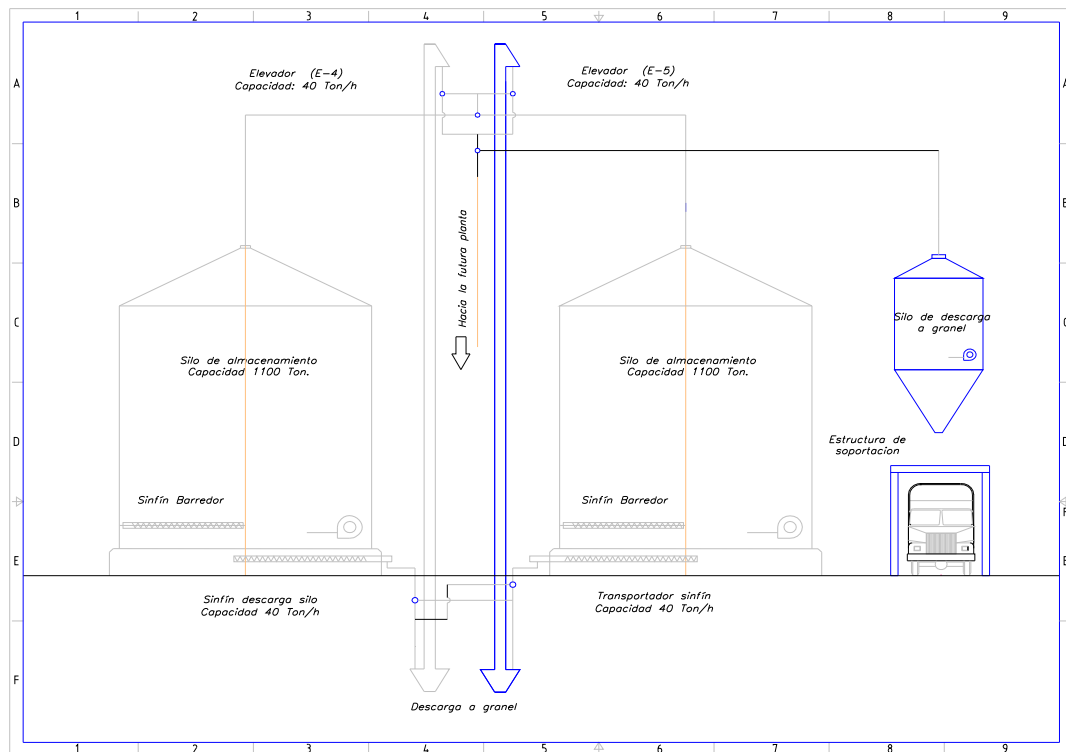 1 2 3 4 5 6 7 8 9
A
A
Elevador (E-4)
Capacidad: 40 Ton/h
Elevador (E-5)
Capacidad: 40 Ton/h
B
B
Hacia la futura planta
C
C
Silo de descarga
a granel
Silo de almacenamiento
Capacidad 1100 Ton.
Silo de almacenamiento
Capacidad 1100 Ton.
D
D
Estructura de
soportacion
Sinfín Barredor
Sinfín Barredor
F
E
E
Sinfín descarga silo
Capacidad 40 Ton/h
Transportador sinfín
Capacidad 40 Ton/h
F
Descarga a granel
1 2 3 4 5 6 7 8 9